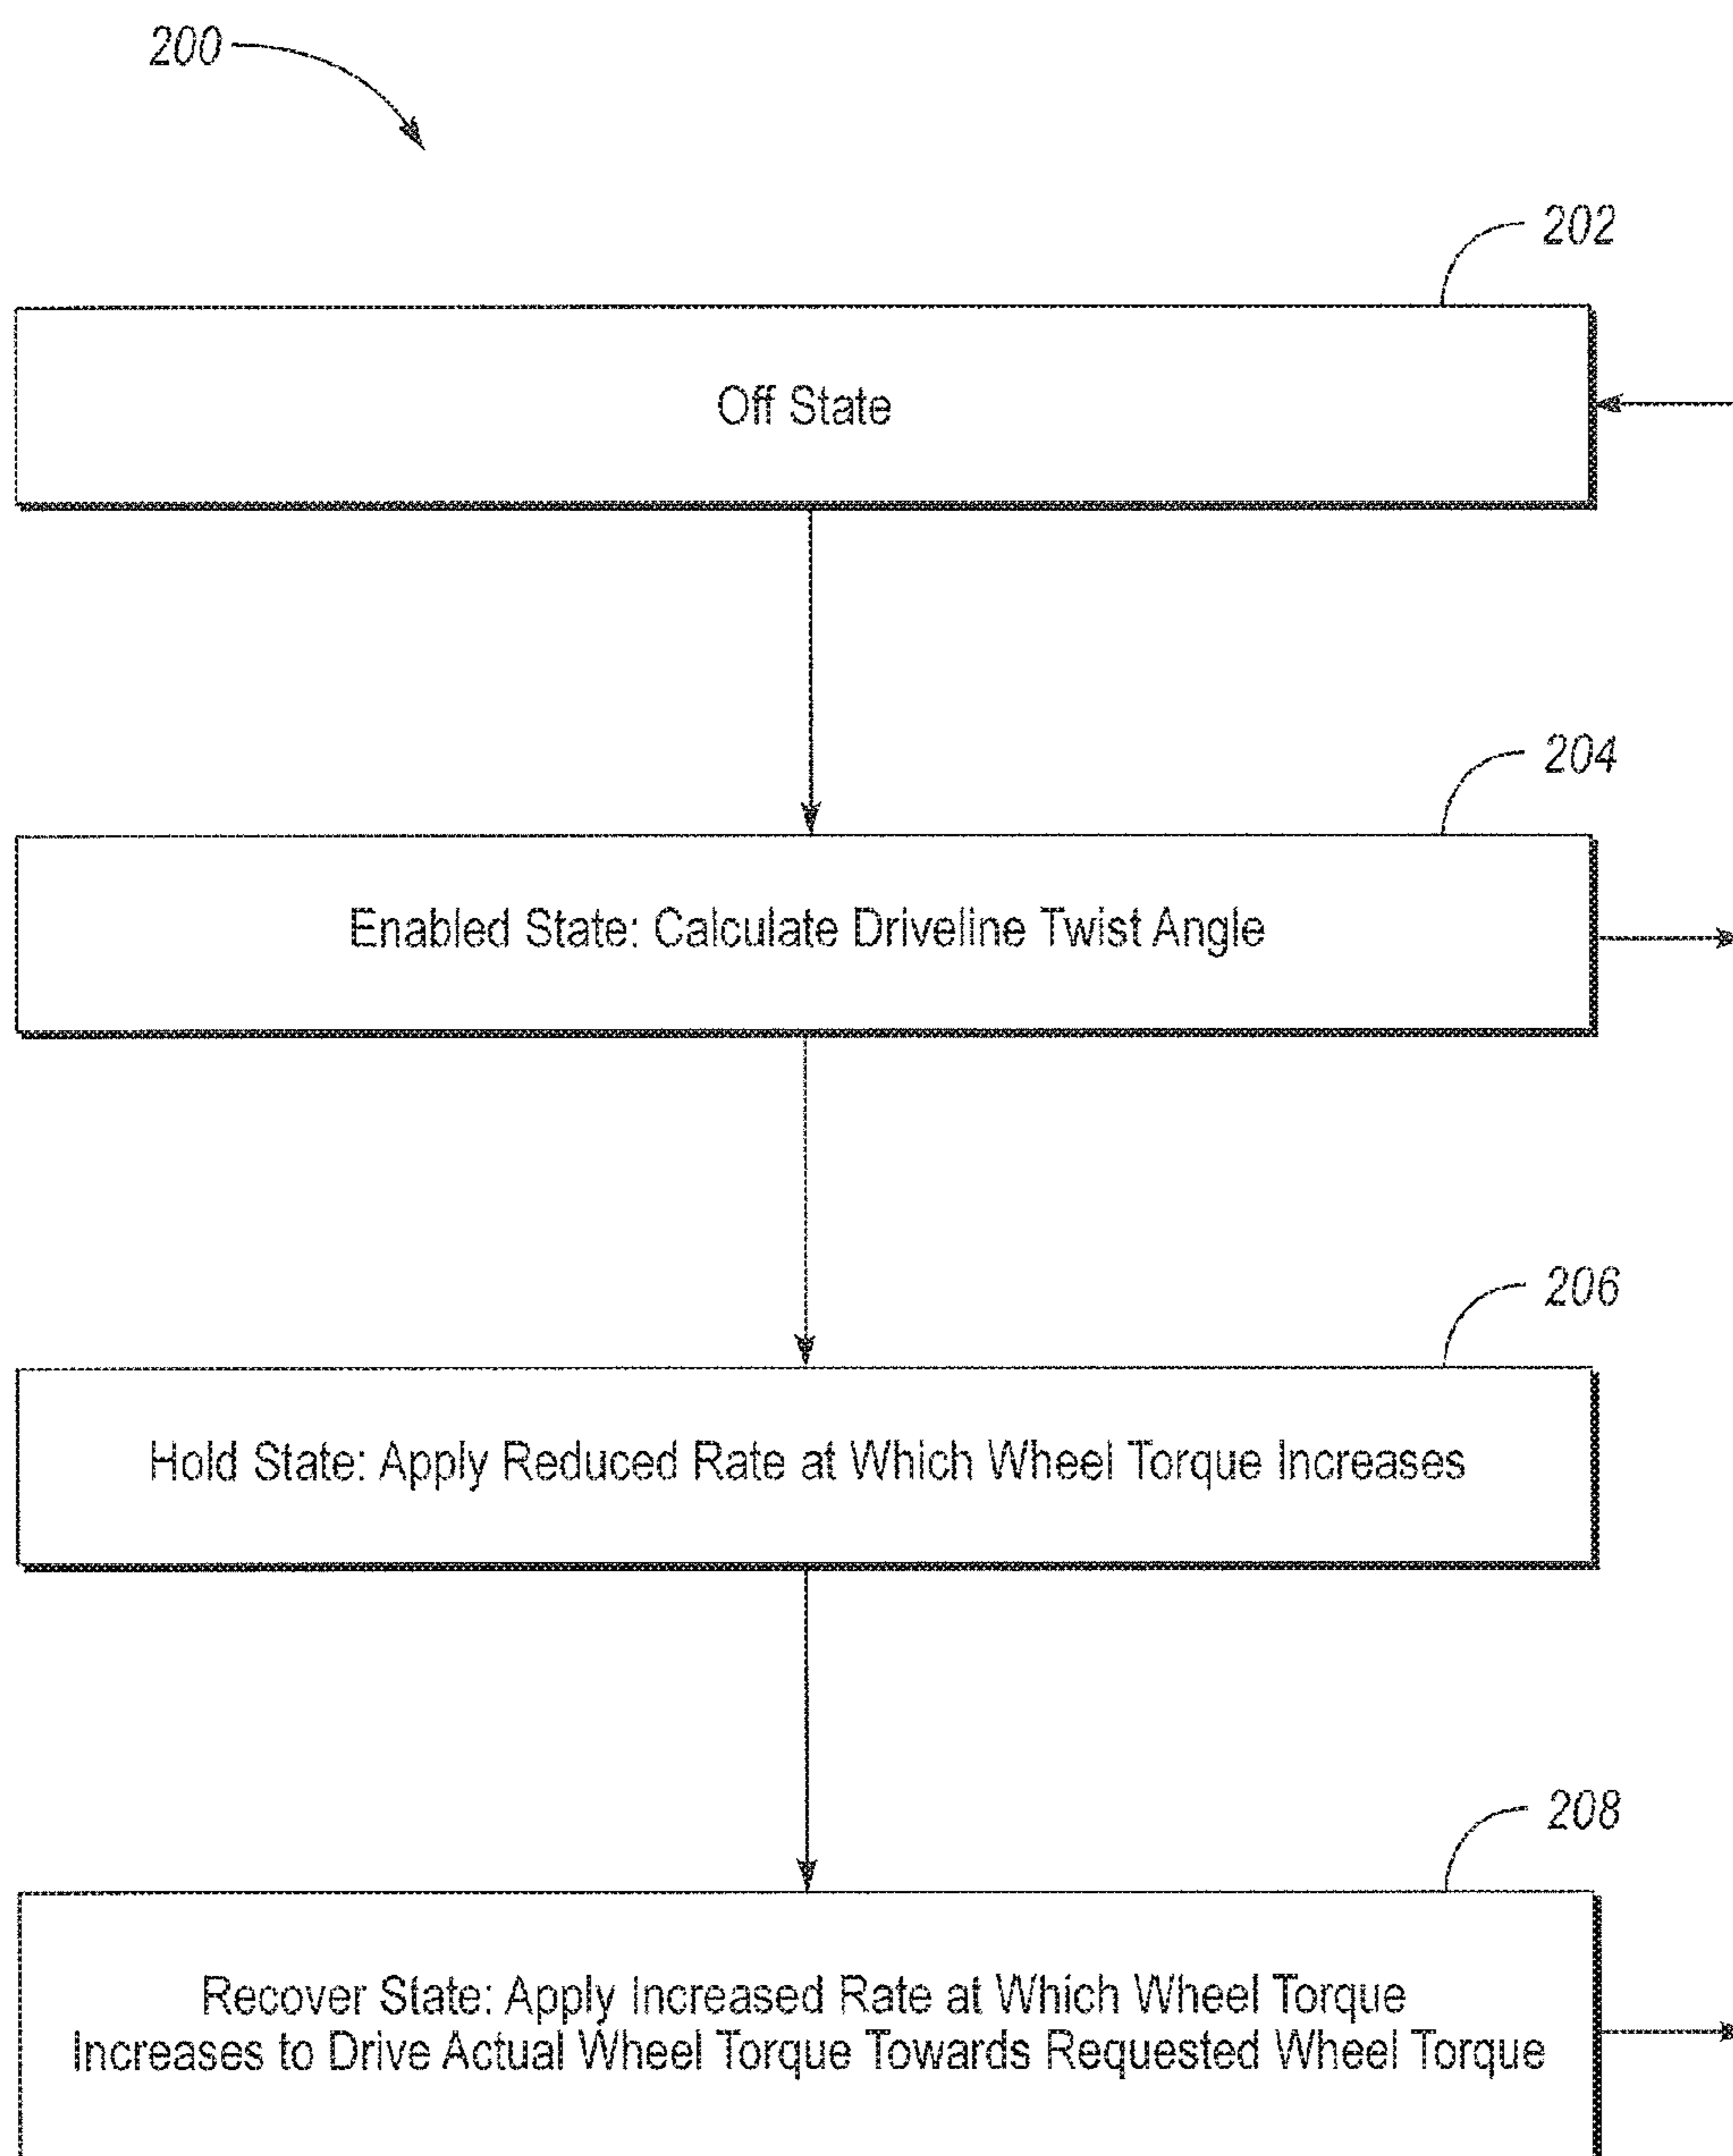 200
202
Off State
204
Enabled State: Calculate Driveline Twist Angle
206
Hold State: Apply Reduced Rate at Which Wheel Torque Increases
208
Recover State: Apply Increased Rate at Which Wheel Torque
Increases to Drive Actual Wheel Torque Towards Requested Wheel Torque